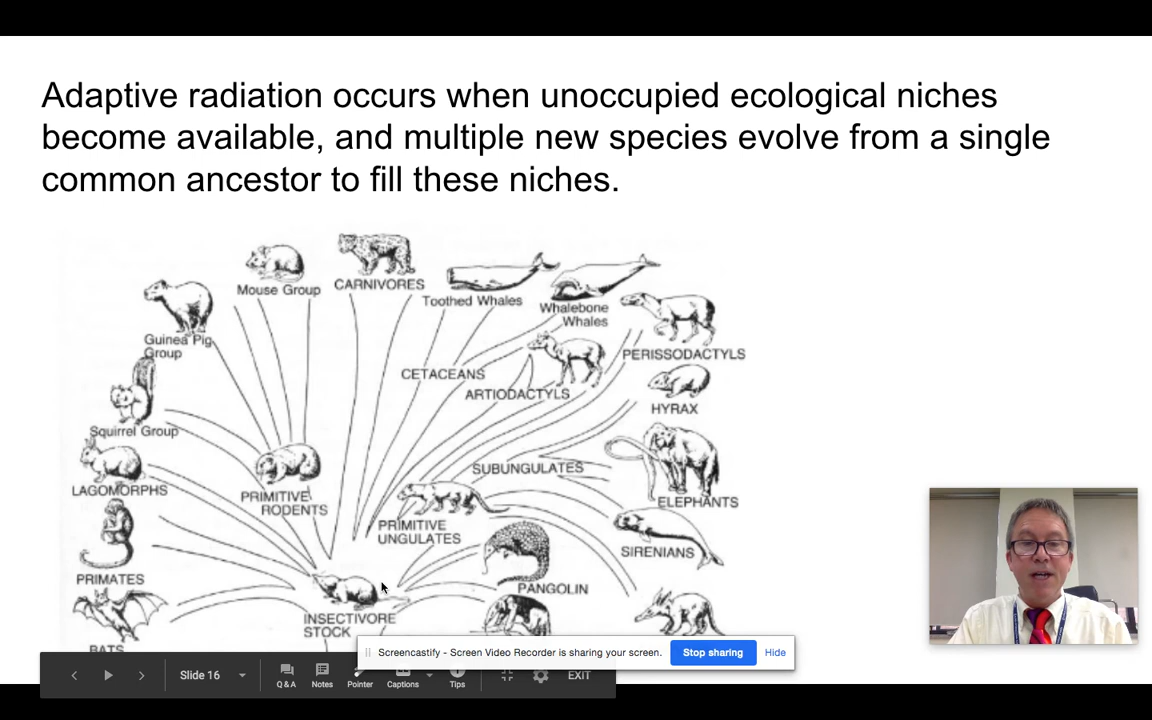 Adaptive radiation occurs when unoccupied ecological niches
become available, and multiple new species evolve from a single
common ancestor to fill these niches.
Mouse Group
CARNIVORES
Toothed Whales
Whalebone
Whales
Guinea Pig
Group
PERISSODACTYLS
CETACEANS
ARTIODACTYLS
HYRAX
Squirrel Group
SUBUNGULATES
LAGOMORPHS
PRIMITIVE
RODENTS
ELEPHANTS
PRIMITIVE
UNGULATES
SIRENIANS
PRIMATES
PANGOLIN
INSECTIVORE
STOCK
BATS
Screencastify - Screen Video Recorder is sharing your screen.
Stop sharing
Hide
Slide 16
Q & A
Notes
Pointer
Captions
Tips
EXIT